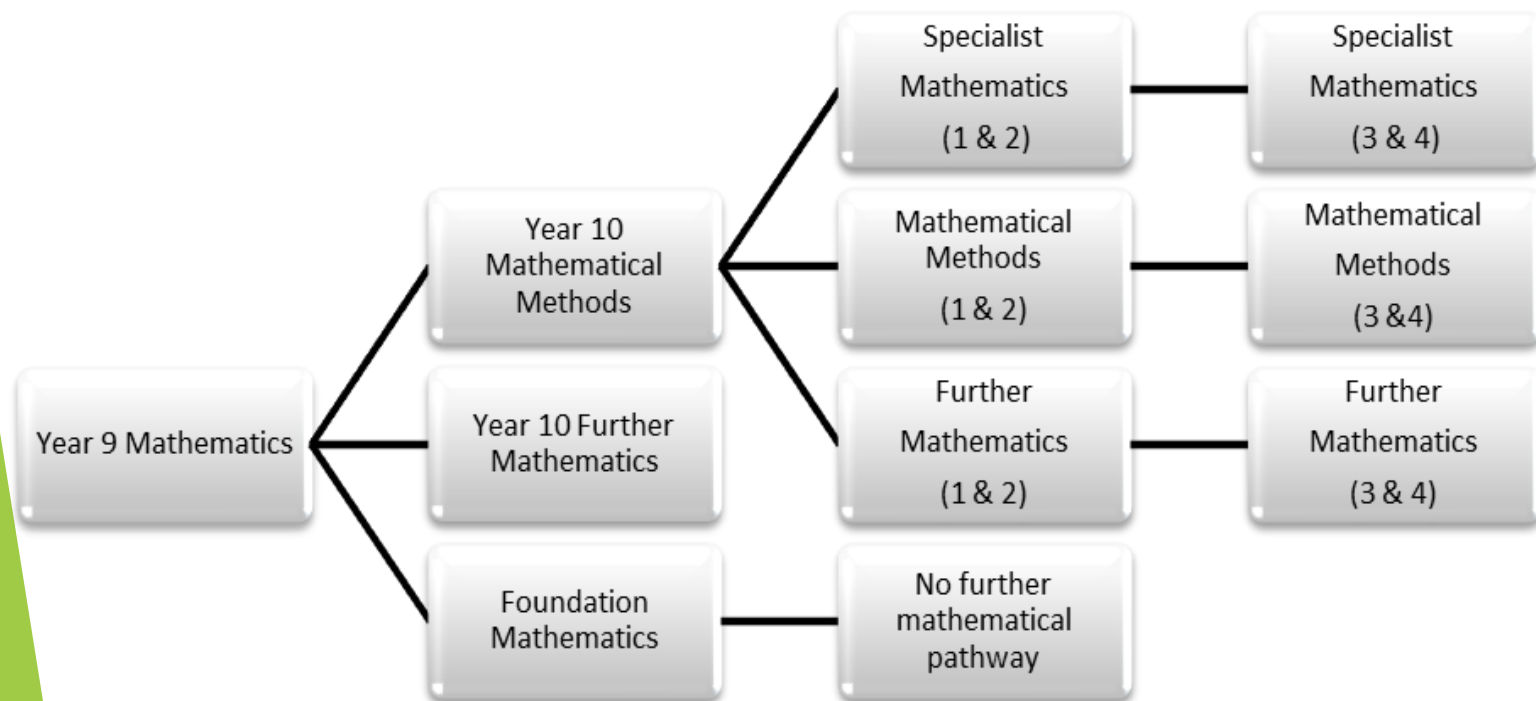 Year 9 Mathematics
Year 10
Mathematical
Methods
Year 10 Further
Mathematics
Foundation
Mathematics
Specialist
Mathematics
(1 & 2)
Mathematical
Methods
(1 & 2)
Further
Mathematics
(1 & 2)
No further
mathematical
pathway
Specialist
Mathematics
(3 & 4)
Mathematical
Methods
(3 &4)
Further
Mathematics
(3 & 4)